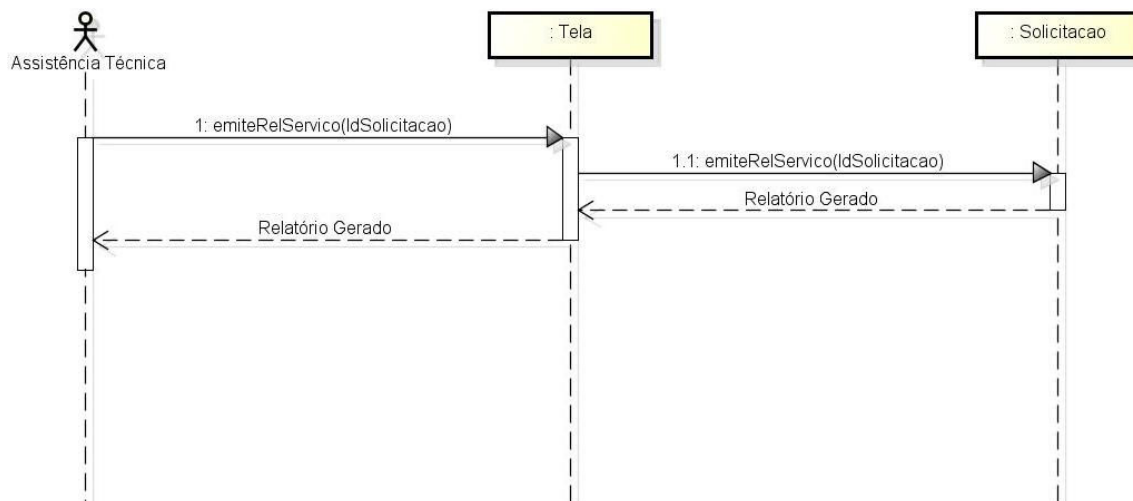 : Tela
: Solicitacao
Assistência Técnica
1: emiteRelServico(IdSolicitacao)
1.1: emiteRelServico(IdSolicitacao)
Relatório Gerado
Relatório Gerado